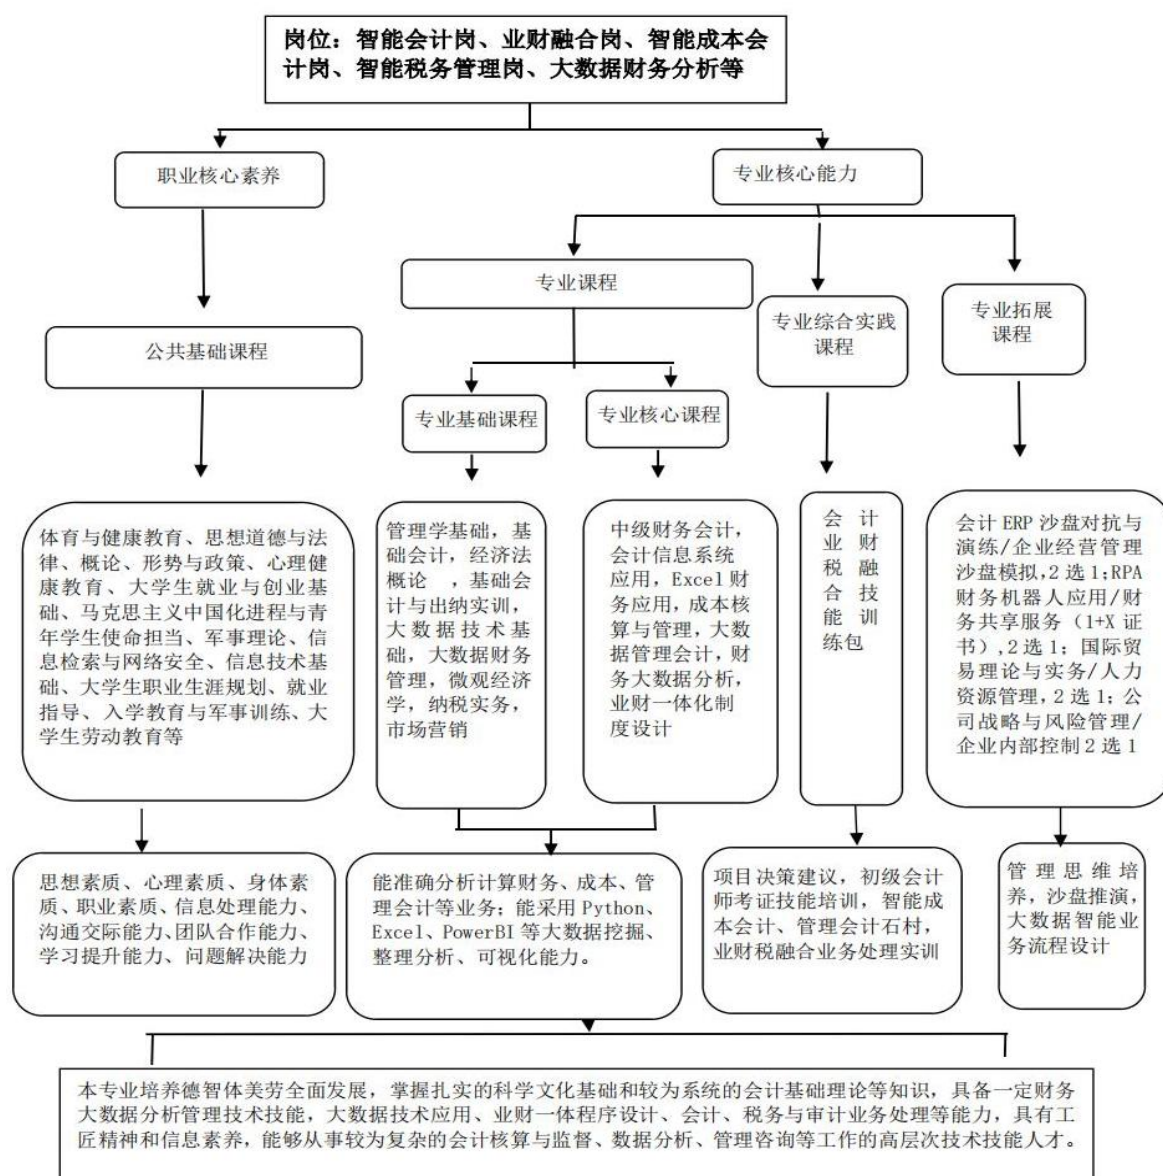 岗位：智能会计岗、业财融合岗、智能成本会
计岗、智能税务管理岗、大数据财务分析等
职业核心素养
专业核心能力
专业课程
专业综合实践
课程
专业拓展
课程
公共基础课程
专业基础课程
专业核心课程
体育与健康教育、思想道德与法
律、概论、形势与政策、心理健
康教育、大学生就业与创业基
础、马克思主义中国化进程与青
年学生使命担当、军事理论、信
息检索与网络安全、信息技术基
础、大学生职业生涯规划、就业
指导、入学教育与军事训练、大
学生劳动教育等
管理学基础，基
础会计，经济法
概论 ，基础会
计与出纳实训，
大数据技术基
础，大数据财务
管理，微观经济
学，纳税实务，
市场营销
中级财务会计，
会计信息系统
应用，Excel 财
务应用，成本核
算与管理，大数
据管理会计，财
务大数据分析，
业财一体化制
度设计
会计
业财
税融
合技
能训
练包
会计 ERP 沙盘对抗与
演练/企业经营管理
沙盘模拟，2 选 1；RPA
财务机器人应用/财
务共享服务（1+X 证
书），2 选 1；国际贸
易理论与实务/人力
资源管理，2 选 1；公
司战略与风险管理/
企业内部控制 2 选 1
思想素质、心理素质、身体素
质、职业素质、信息处理能力、
沟通交际能力、团队合作能力、
学习提升能力、问题解决能力
能准确分析计算财务、成本、管
理会计等业务；能采用 Python、
Excel、PowerBI 等大数据挖掘、
整理分析、可视化能力。
项目决策建议，初级会计
师考证技能培训，智能成
本会计、管理会计石村，
业财税融合业务处理实训
管理思维培
养，沙盘推演，
大数据智能业
务流程设计
本专业培养德智体美劳全面发展，掌握扎实的科学文化基础和较为系统的会计基础理论等知识，具备一定财务
大数据分析管理技术技能，大数据技术应用、业财一体程序设计、会计、税务与审计业务处理等能力，具有工
匠精神和信息素养，能够从事较为复杂的会计核算与监督、数据分析、管理咨询等工作的高层次技术技能人才。